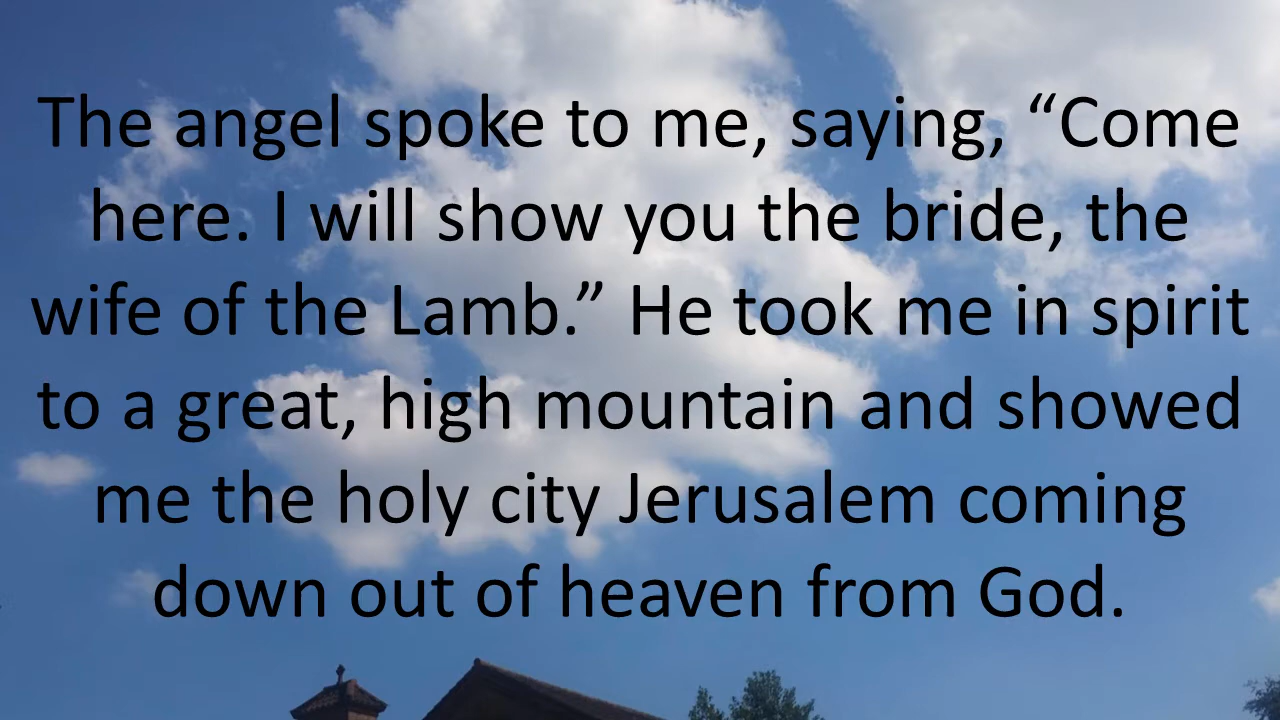 The angel spoke to me, saying, “Come
here. I will show you the bride, the
wife of the Lamb.” He took me in spirit
to a great, high mountain and showed
me the holy city Jerusalem coming
down out of heaven from God.